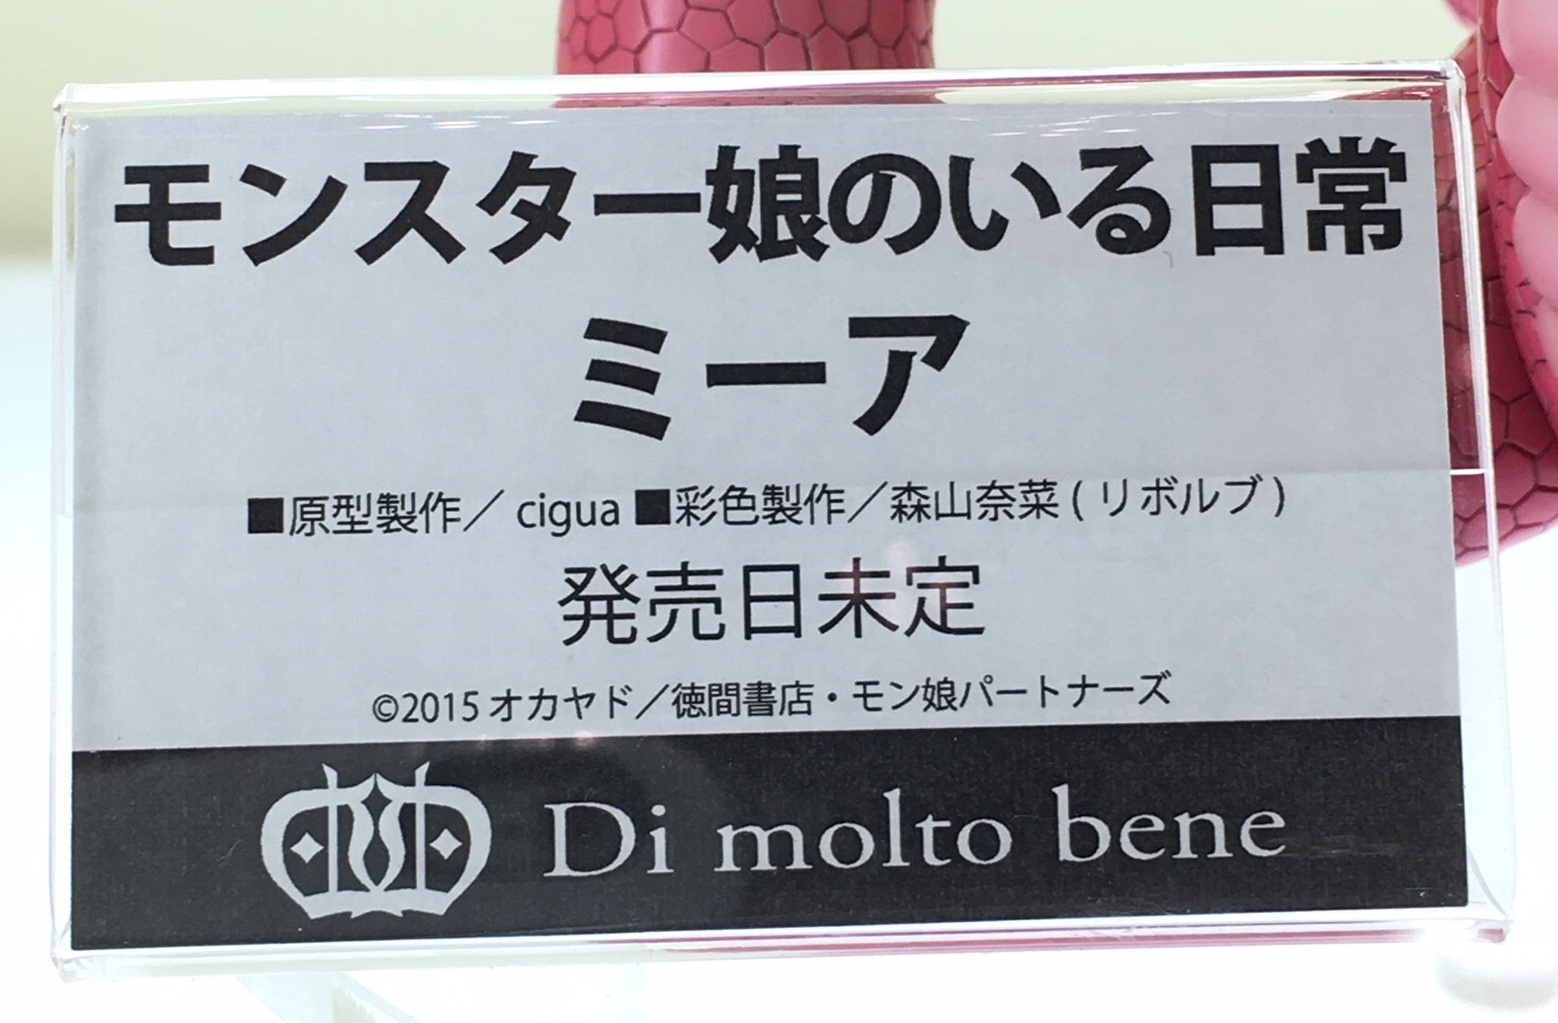 モンスター娘のいる日常
ミーア
■原型製作／ cigua ■彩色製作／森山奈菜 ( リボルブ )
発売日未定
©2015 オカヤド／徳間書店・モン娘パートナーズ
Di molto bene